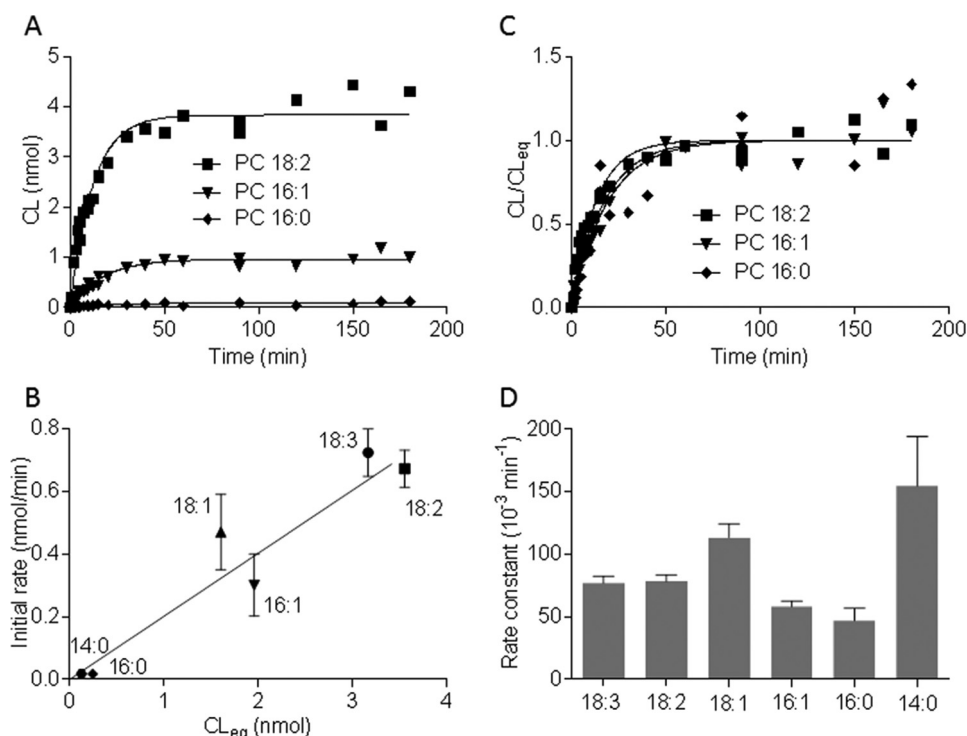 A
CL (nmol)
5
4
3
2
1
0
PC 18:2
PC 16:1
PC 16:0
0 50 100 150 200
Time (min)
C
CL/CLeq
1.5
1.0
0.5
0.0
PC 18:2
PC 16:1
PC 16:0
0 50 100 150 200
Time (min)
B
Initial rate (nmol/min)
0.8
0.6
0.4
0.2
0.0
18:3
18:2
18:1
16:1
14:0
16:0
0 1 2 3 4
CLeq (nmol)
D
Rate constant (10⁻³ min⁻¹)
200
150
100
50
0
18:3 18:2 18:1 16:1 16:0 14:0